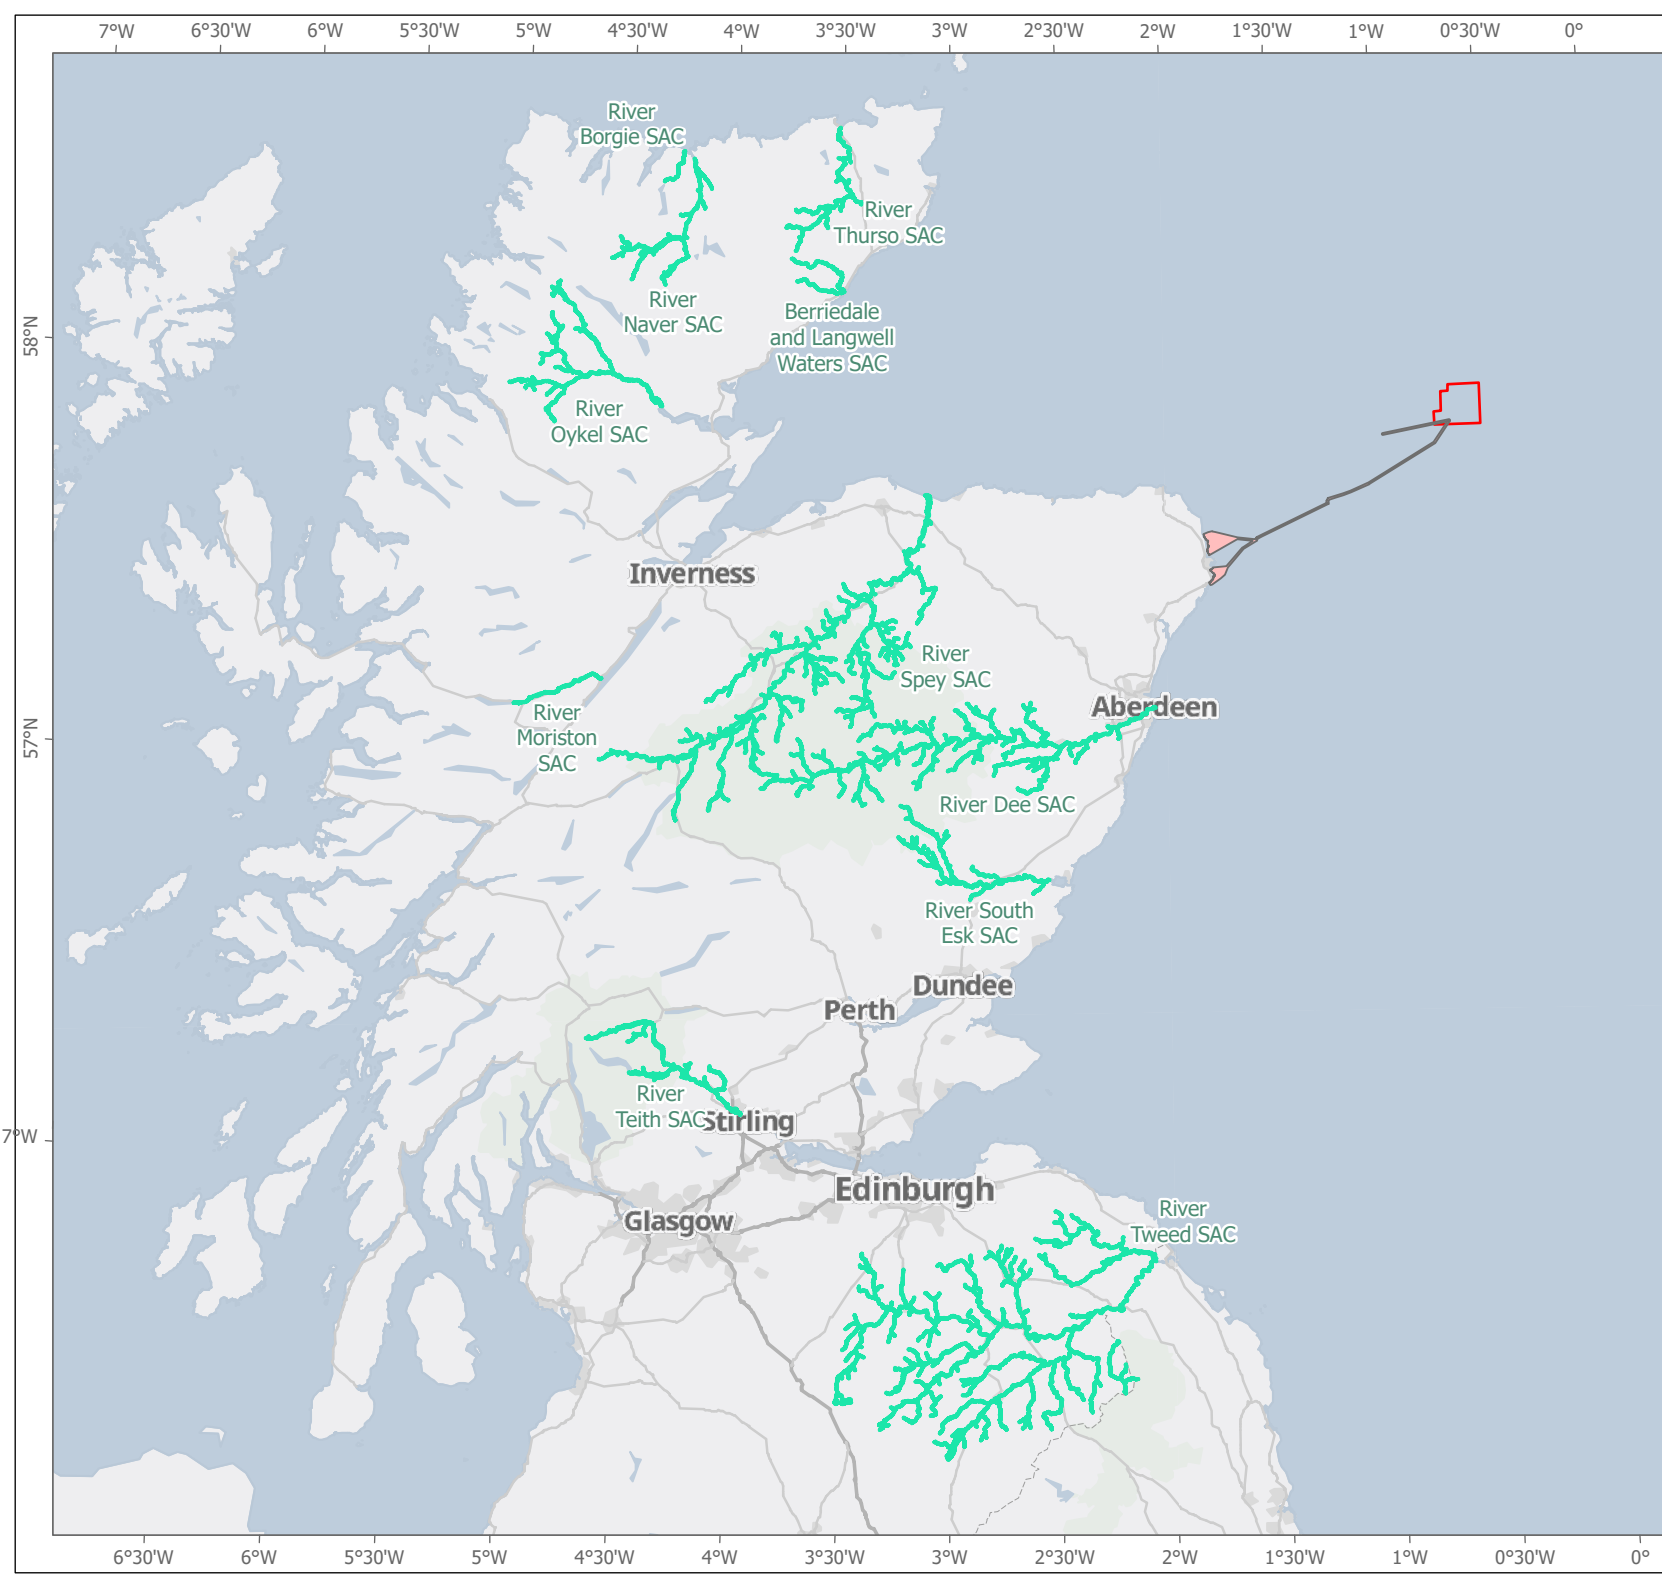 7°W 6°30'W 6°W 5°30'W 5°W 4°30'W 4°W 3°30'W 3°W 2°30'W 2°W 1°30'W 1°W 0°30'W 0°
River
Borgie SAC
River
Thurso SAC
River
Naver SAC
Berriedale
and Langwell
Waters SAC
58°N
River
Oykel SAC
Inverness
River
Spey SAC
Aberdeen
River
Moriston
SAC
57°N
River Dee SAC
River South
Esk SAC
Dundee
Perth
River
Teith SAC
Stirling
7°W
Edinburgh
Glasgow
River
Tweed SAC
6°30'W 6°W 5°30'W 5°W 4°30'W 4°W 3°30'W 3°W 2°30'W 2°W 1°30'W 1°W 0°30'W 0°